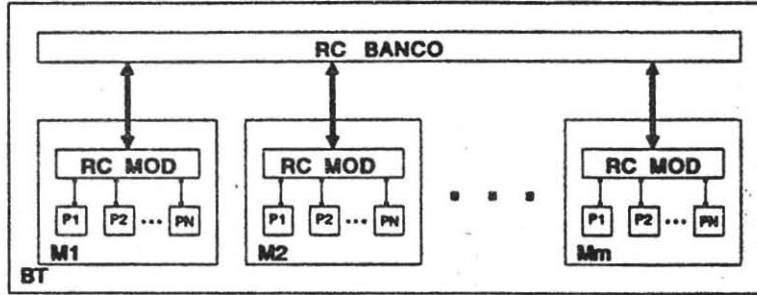 RC BANCO
RC MOD RC MOD RC MOD
P1 P2 ... PN P1 P2 ... PN P1 P2 ... PN
M1 M2 . . . Mm
BT